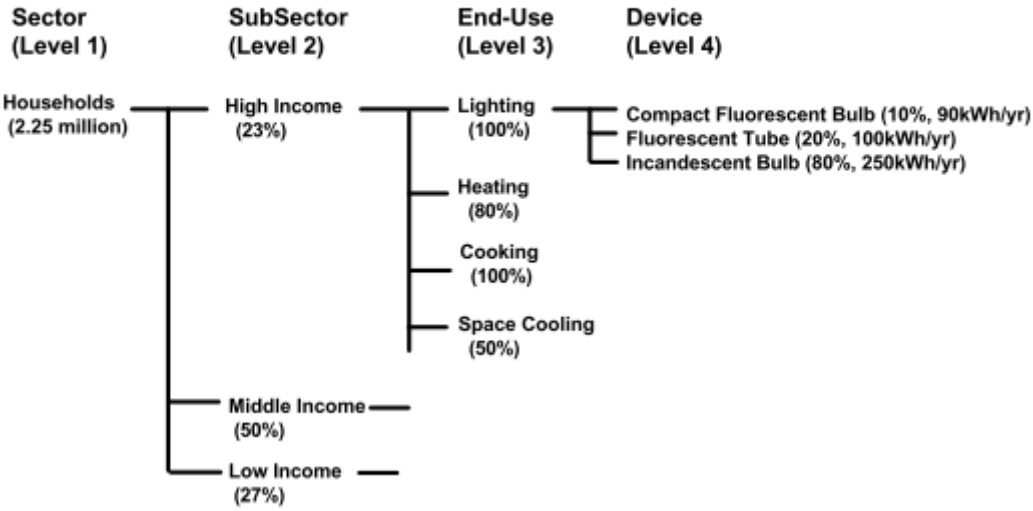 Sector
(Level 1)
SubSector
(Level 2)
End-Use
(Level 3)
Device
(Level 4)
Households
(2.25 million)
High Income
(23%)
Lighting
(100%)
Compact Fluorescent Bulb (10%, 90kWh/yr)
Fluorescent Tube (20%, 100kWh/yr)
Incandescent Bulb (80%, 250kWh/yr)
Heating
(80%)
Cooking
(100%)
Space Cooling
(50%)
Middle Income
(50%)
Low Income
(27%)